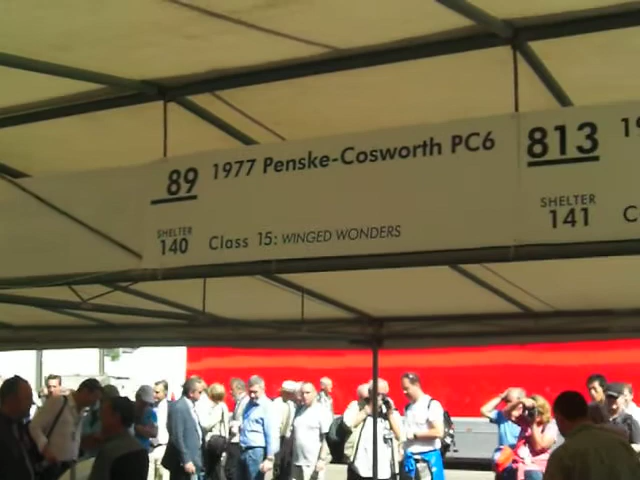 89 1977 Penske-Cosworth PC6
SHELTER
140 Class 15: WINGED WONDERS
813
SHELTER
141